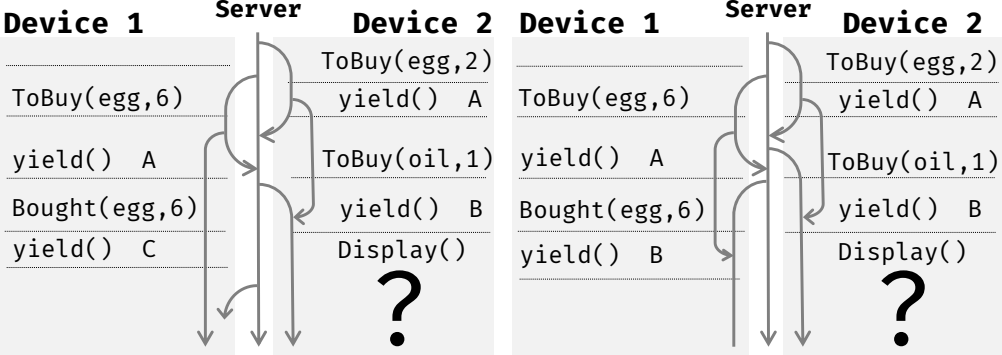 Server
Device 1
Device 2
ToBuy(egg,2)
ToBuy(egg,6)
yield() A
yield() A
ToBuy(oil,1)
Bought(egg,6)
yield() B
yield() C
Display()
?
Server
Device 1
Device 2
ToBuy(egg,2)
ToBuy(egg,6)
yield() A
yield() A
ToBuy(oil,1)
Bought(egg,6)
yield() B
yield() B
Display()
?